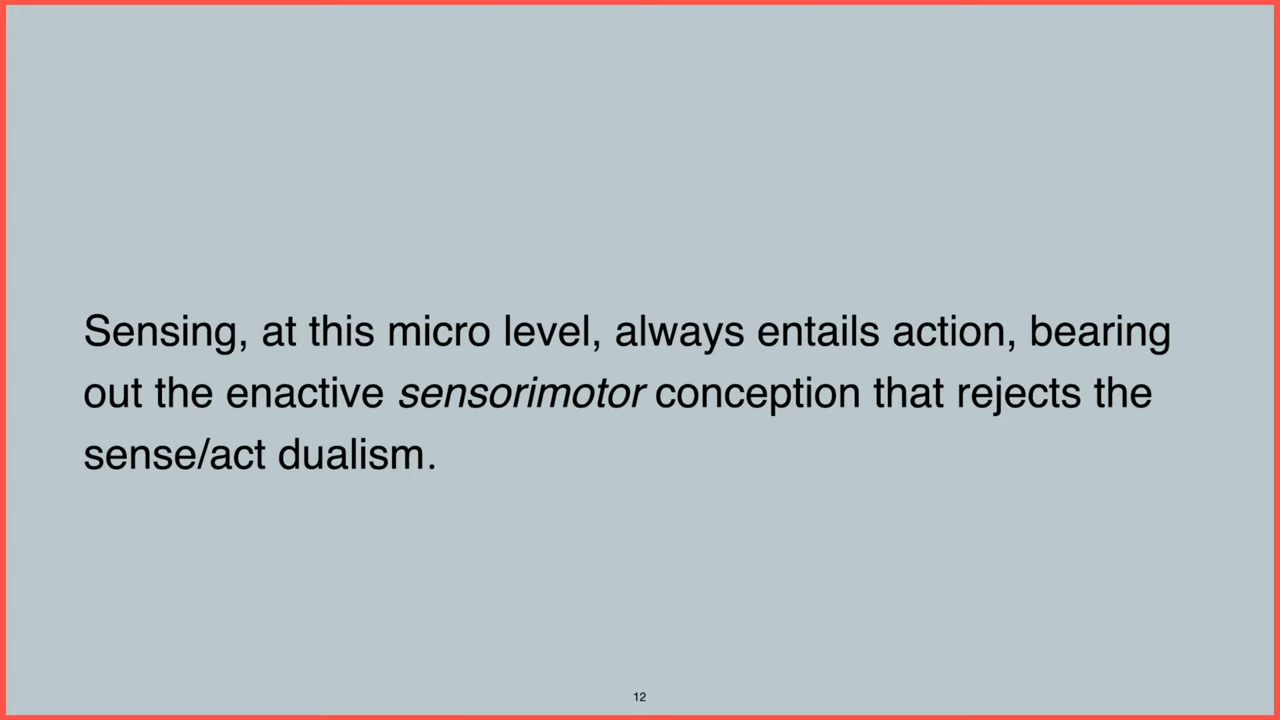 Sensing, at this micro level, always entails action, bearing
out the enactive sensorimotor conception that rejects the
sense/act dualism.
12